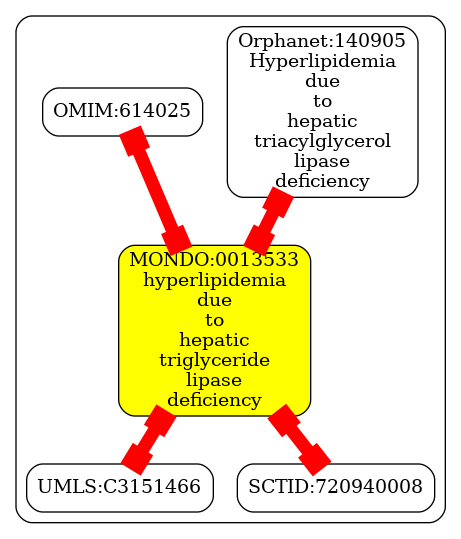 Orphanet:140905
Hyperlipidemia
due
to
hepatic
triacylglycerol
lipase
deficiency
OMIM:614025
MONDO:0013533
hyperlipidemia
due
to
hepatic
triglyceride
lipase
deficiency
UMLS:C3151466
SCTID:720940008